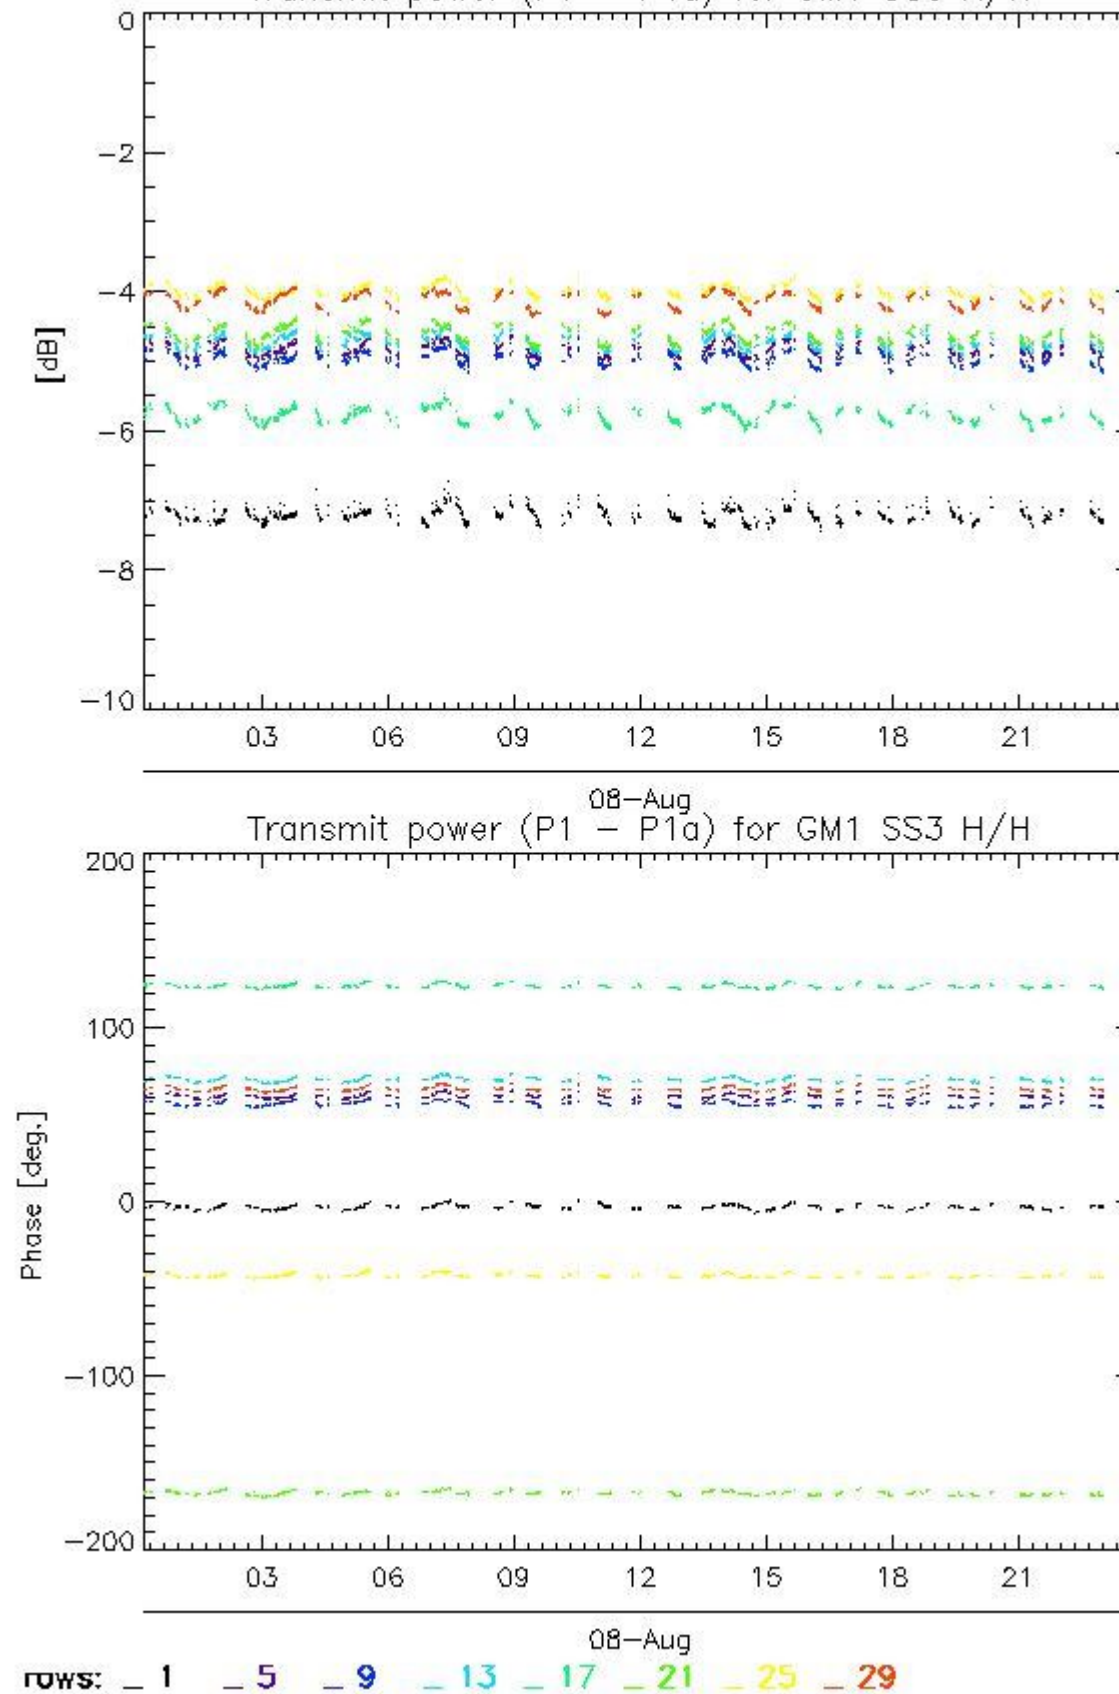 0
-2
-4
[dB]
-6
-8
-10
03 06 09 12 15 18 21
08-Aug
Transmit power (P1 - P1a) for GM1 SS3 H/H
200
100
0
Phase [deg.]
-100
-200
03 06 09 12 15 18 21
08-Aug
rows: _ 1 _ 5 _ 9 _ 13 _ 17 _ 21 _ 25 _ 29